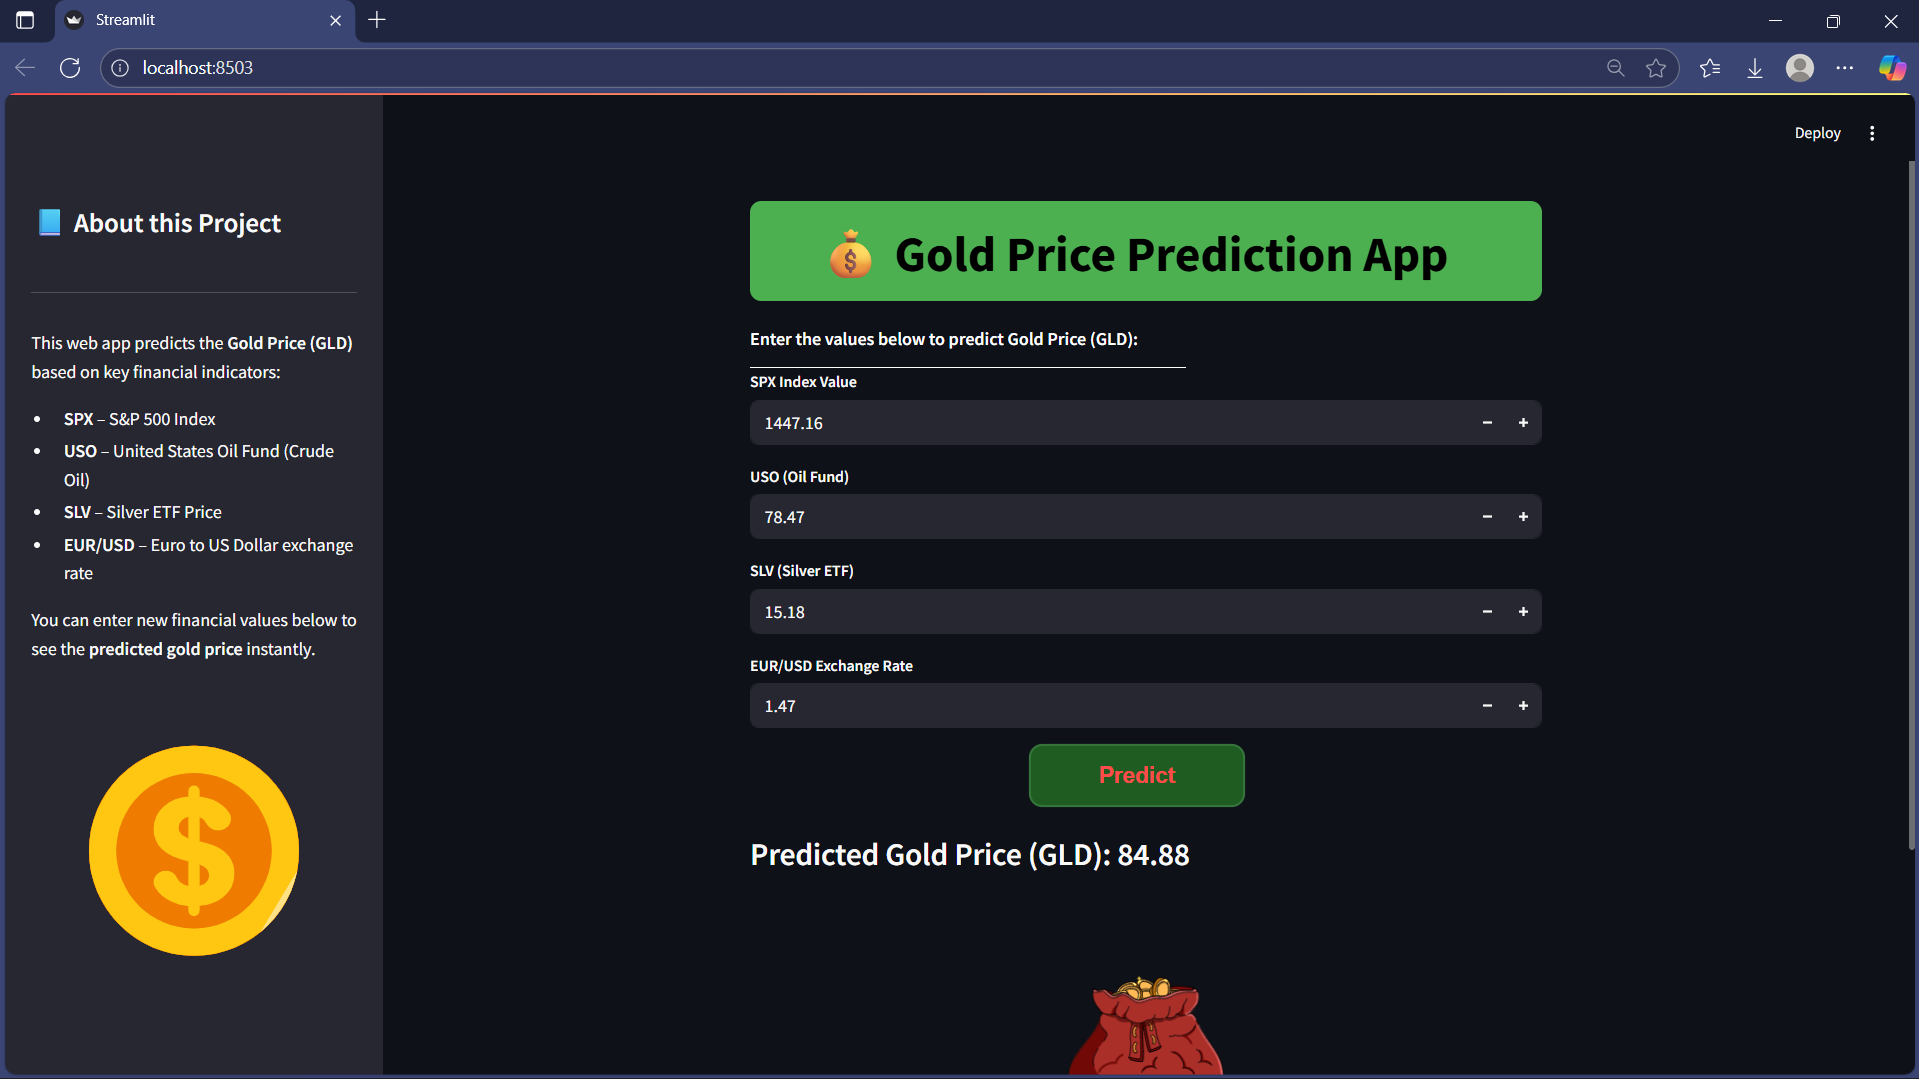 Streamlit
localhost:8503
Deploy
📘 About this Project
This web app predicts the Gold Price (GLD)
based on key financial indicators:
• SPX – S&P 500 Index
• USO – United States Oil Fund (Crude
Oil)
• SLV – Silver ETF Price
• EUR/USD – Euro to US Dollar exchange
rate
You can enter new financial values below to
see the predicted gold price instantly.
$
💰 Gold Price Prediction App
Enter the values below to predict Gold Price (GLD):
SPX Index Value
1447.16
USO (Oil Fund)
78.47
SLV (Silver ETF)
15.18
EUR/USD Exchange Rate
1.47
Predict
Predicted Gold Price (GLD): 84.88